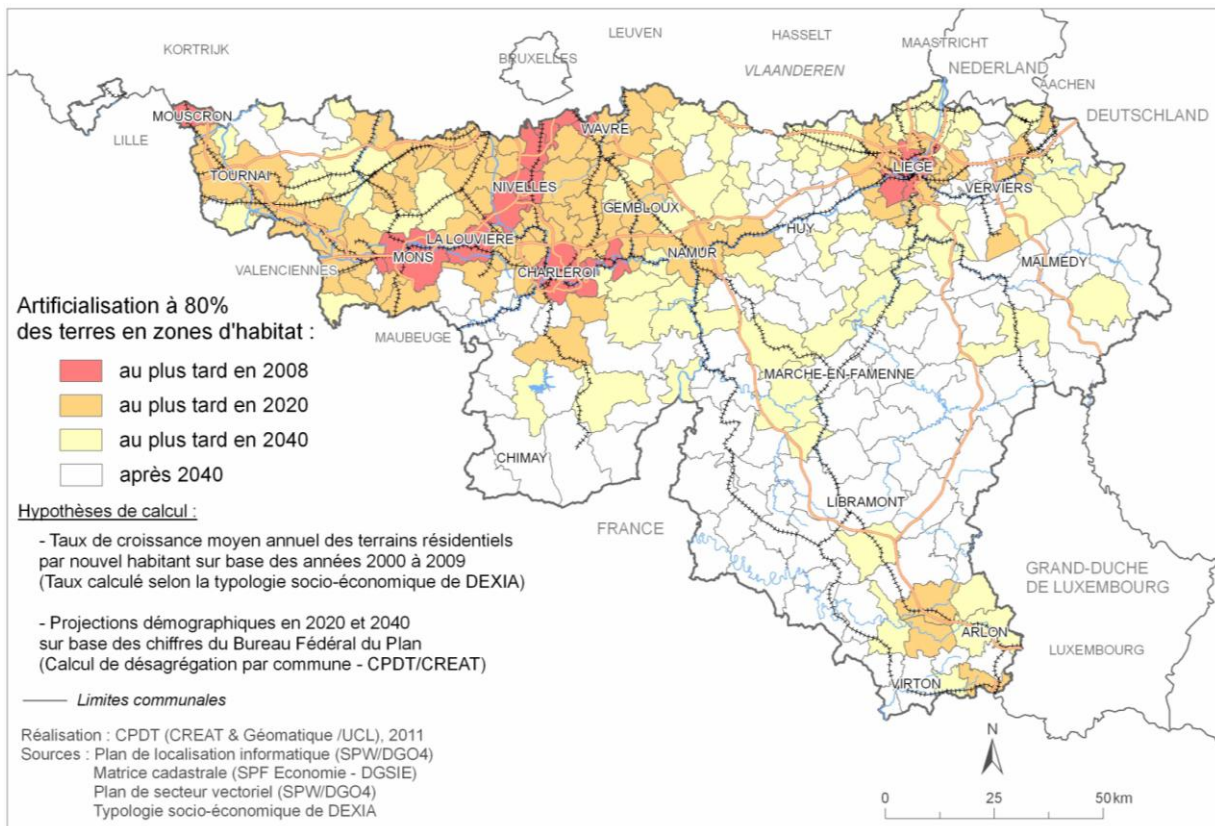 KORTRIJK
BRUXELLES
LEUVEN
HASSELT
MAASTRICHT
VLAANDEREN
NEDERLAND
AACHEN
DEUTSCHLAND
MOUSCRON
LILLE
WAVRE
TOURNAI
NIVELLES
LIEGE
VERVIERS
GEMBLOUX
HUY
LA LOUVIERE
MONS
NAMUR
CHARLEROI
VALENCIENNES
MALMEDY
MAUBEUGE
MARCHE-EN-FAMENNE
CHIMAY
LIBRAMONT
FRANCE
GRAND-DUCHE
DE LUXEMBOURG
ARLON
LUXEMBOURG
VIRTON
Artificialisation à 80%
des terres en zones d'habitat :
au plus tard en 2008
au plus tard en 2020
au plus tard en 2040
après 2040
Hypothèses de calcul :
- Taux de croissance moyen annuel des terrains résidentiels
par nouvel habitant sur base des années 2000 à 2009
(Taux calculé selon la typologie socio-économique de DEXIA)
- Projections démographiques en 2020 et 2040
sur base des chiffres du Bureau Fédéral du Plan
(Calcul de désagrégation par commune - CPDT/CREAT)
Limites communales
Réalisation : CPDT (CREAT & Géomatique /UCL), 2011
Sources : Plan de localisation informatique (SPW/DGO4)
Matrice cadastrale (SPF Economie - DGSIE)
Plan de secteur vectoriel (SPW/DGO4)
Typologie socio-économique de DEXIA
N
0 25 50 km